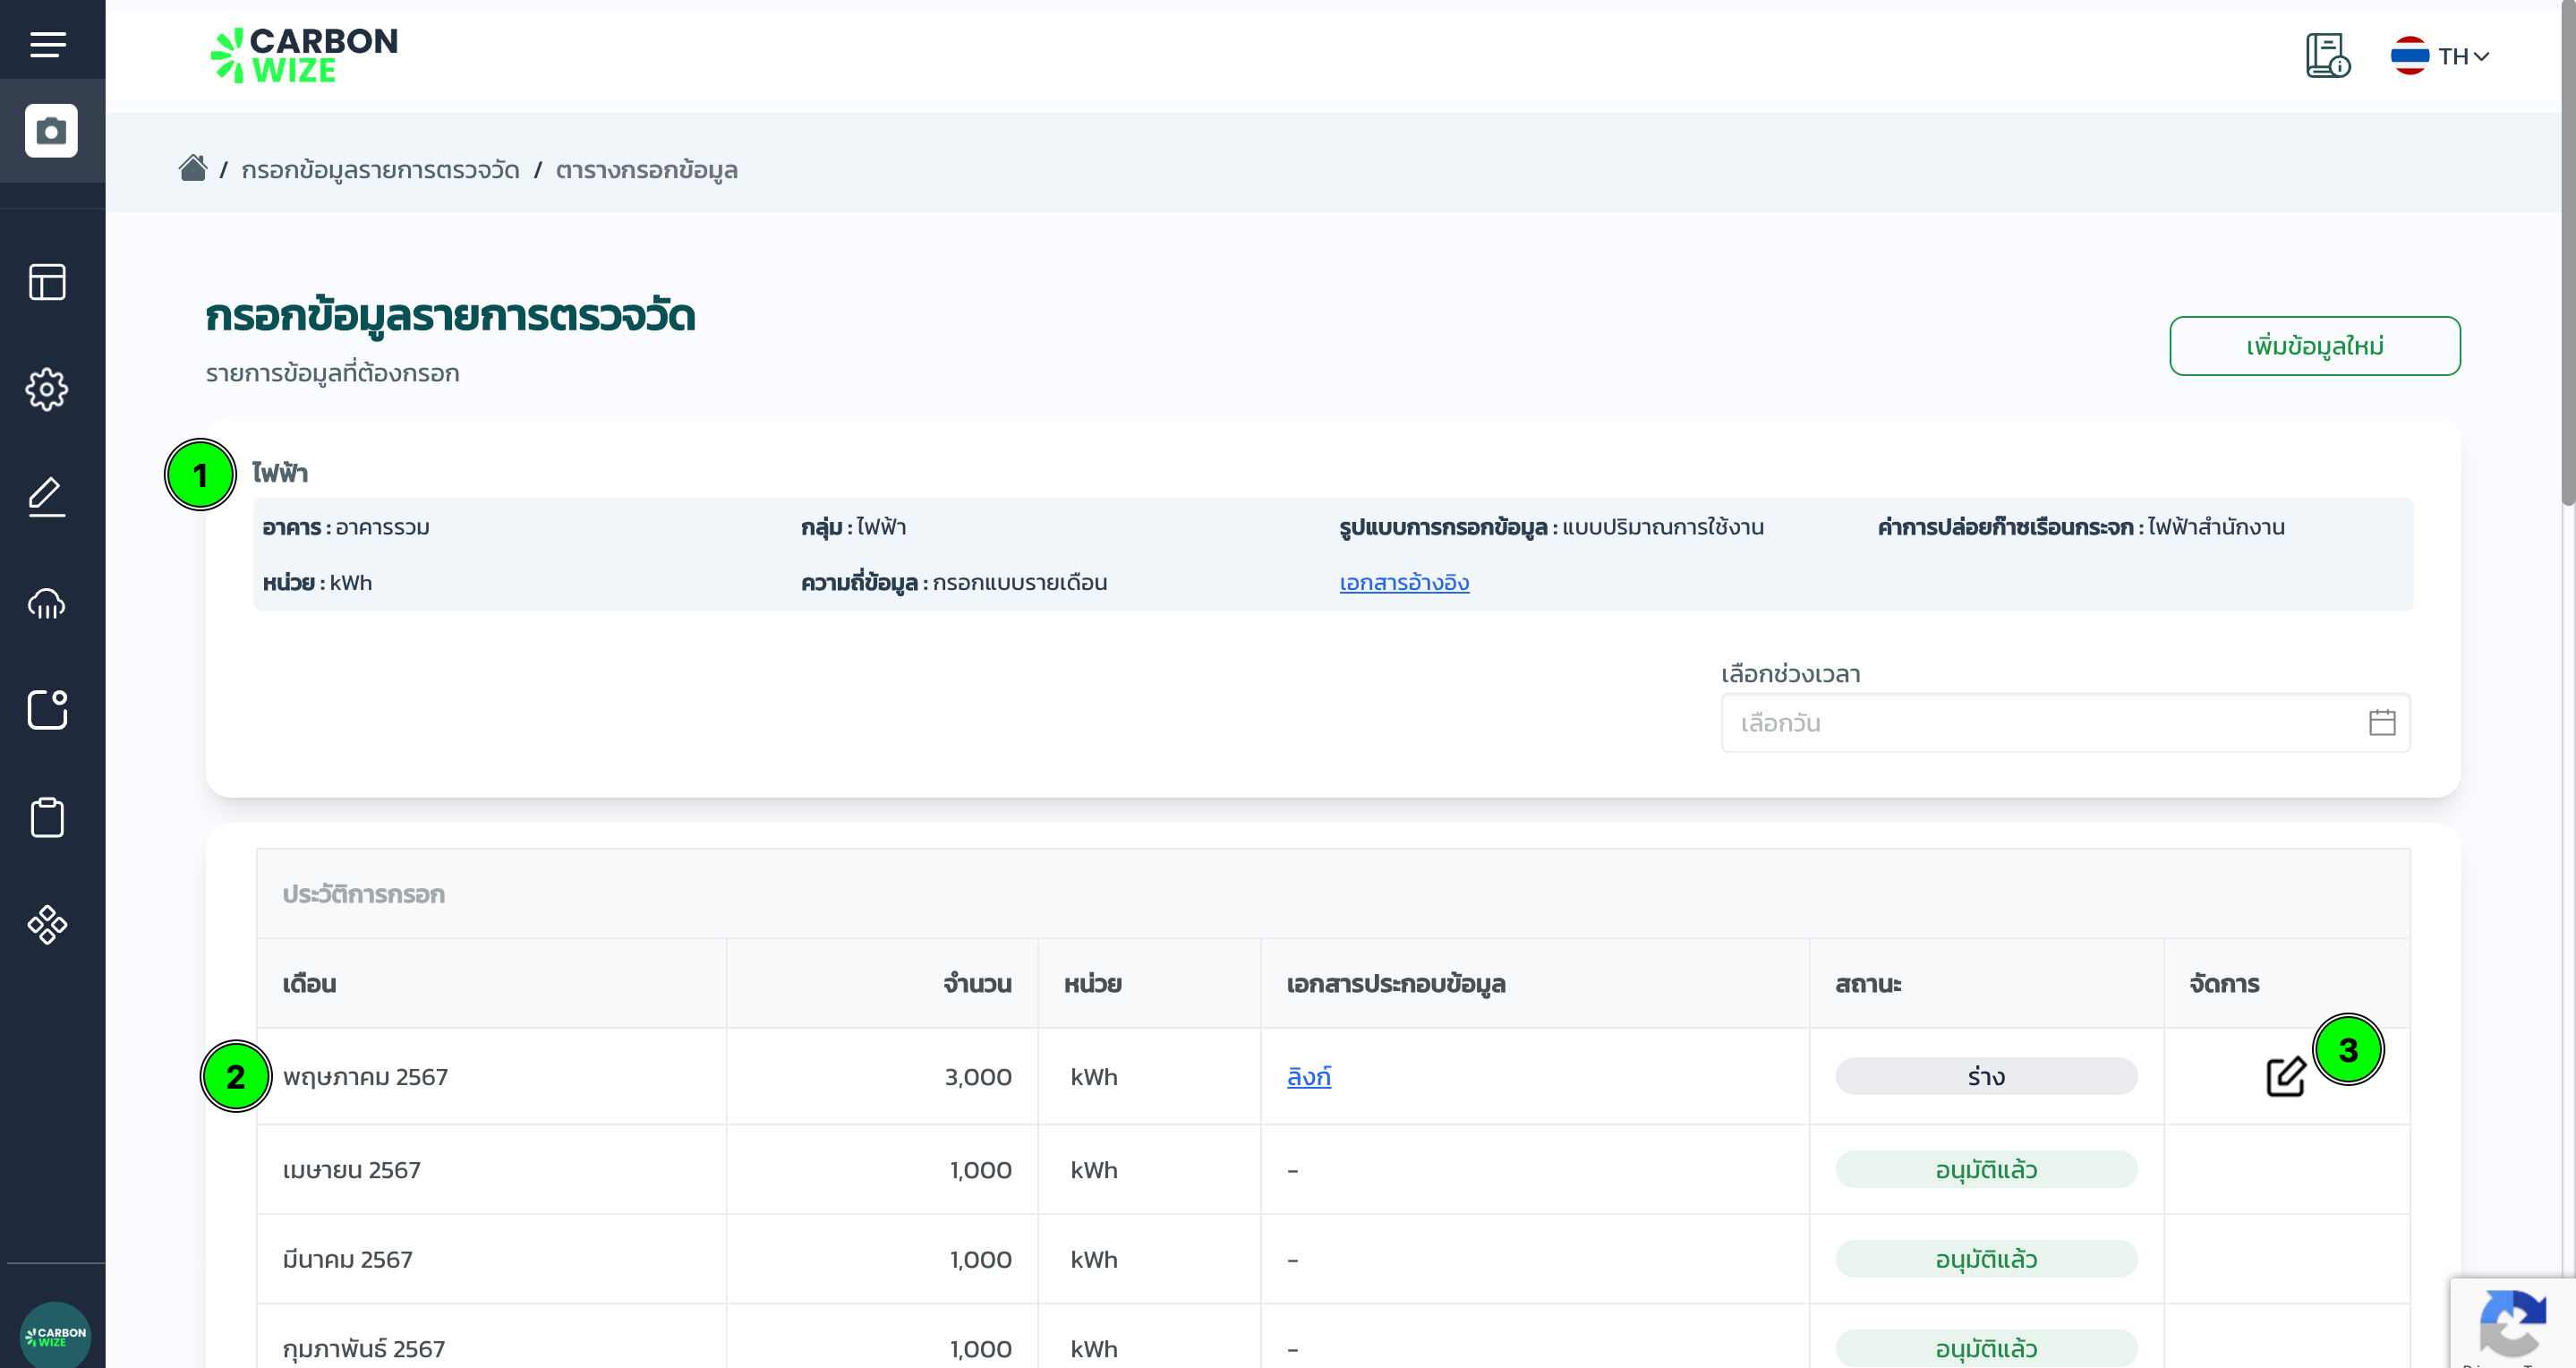 CARBON
WIZE
TH
/ กรอกข้อมูลรายการตรวจวัด / ตารางกรอกข้อมูล
กรอกข้อมูลรายการตรวจวัด
รายการข้อมูลที่ต้องกรอก
เพิ่มข้อมูลใหม่
1 ไฟฟ้า
อาคาร : อาคารรวม กลุ่ม : ไฟฟ้า รูปแบบการกรอกข้อมูล : แบบปริมาณการใช้งาน ค่าการปล่อยก๊าซเรือนกระจก : ไฟฟ้าสำนักงาน
หน่วย : kWh ความถี่ข้อมูล : กรอกแบบรายเดือน เอกสารอ้างอิง
เลือกช่วงเวลา
เลือกวัน
ประวัติการกรอก
เดือน จำนวน หน่วย เอกสารประกอบข้อมูล สถานะ จัดการ
2 พฤษภาคม 2567 3,000 kWh ลิงก์ ร่าง 3
เมษายน 2567 1,000 kWh - อนุมัติแล้ว
มีนาคม 2567 1,000 kWh - อนุมัติแล้ว
กุมภาพันธ์ 2567 1,000 kWh - อนุมัติแล้ว
CARBON
WIZE